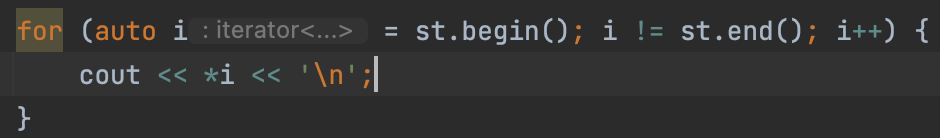 for (auto i : iterator<...> = st.begin(); i != st.end(); i++) {
    cout << *i << '\n';
}